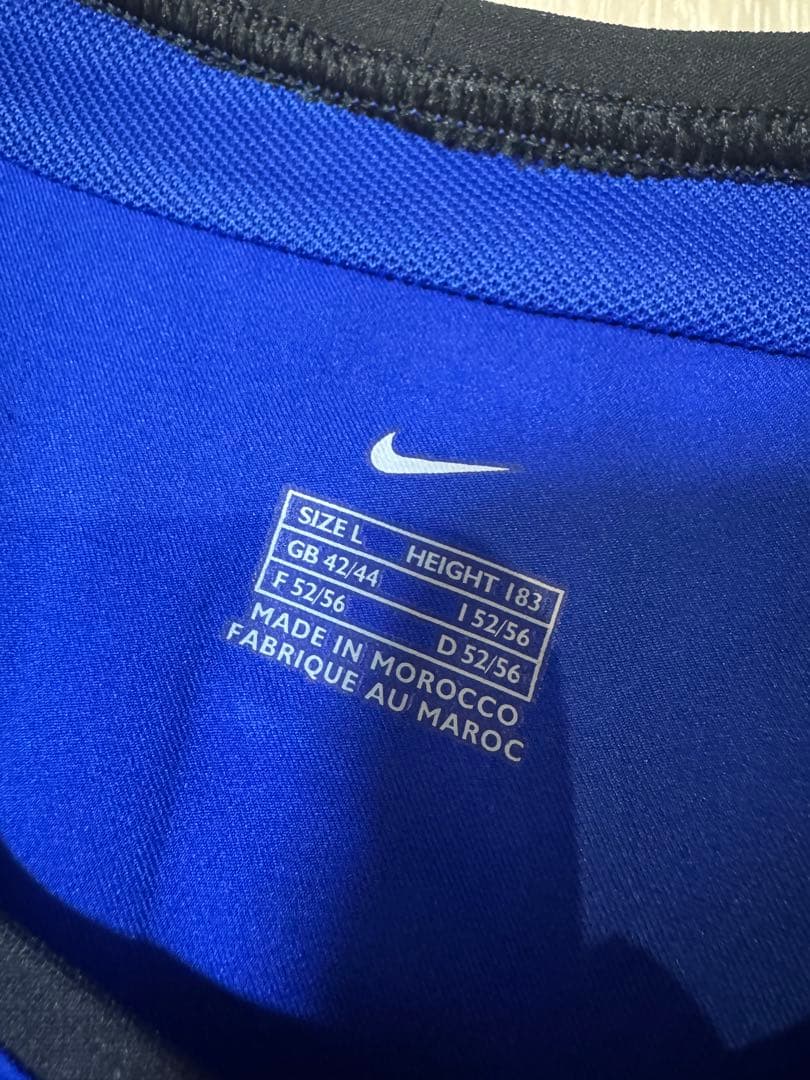 SIZE L HEIGHT 183
GB 42/44 I 52/56
F 52/56 D 52/56
MADE IN MOROCCO
FABRIQUE AU MAROC